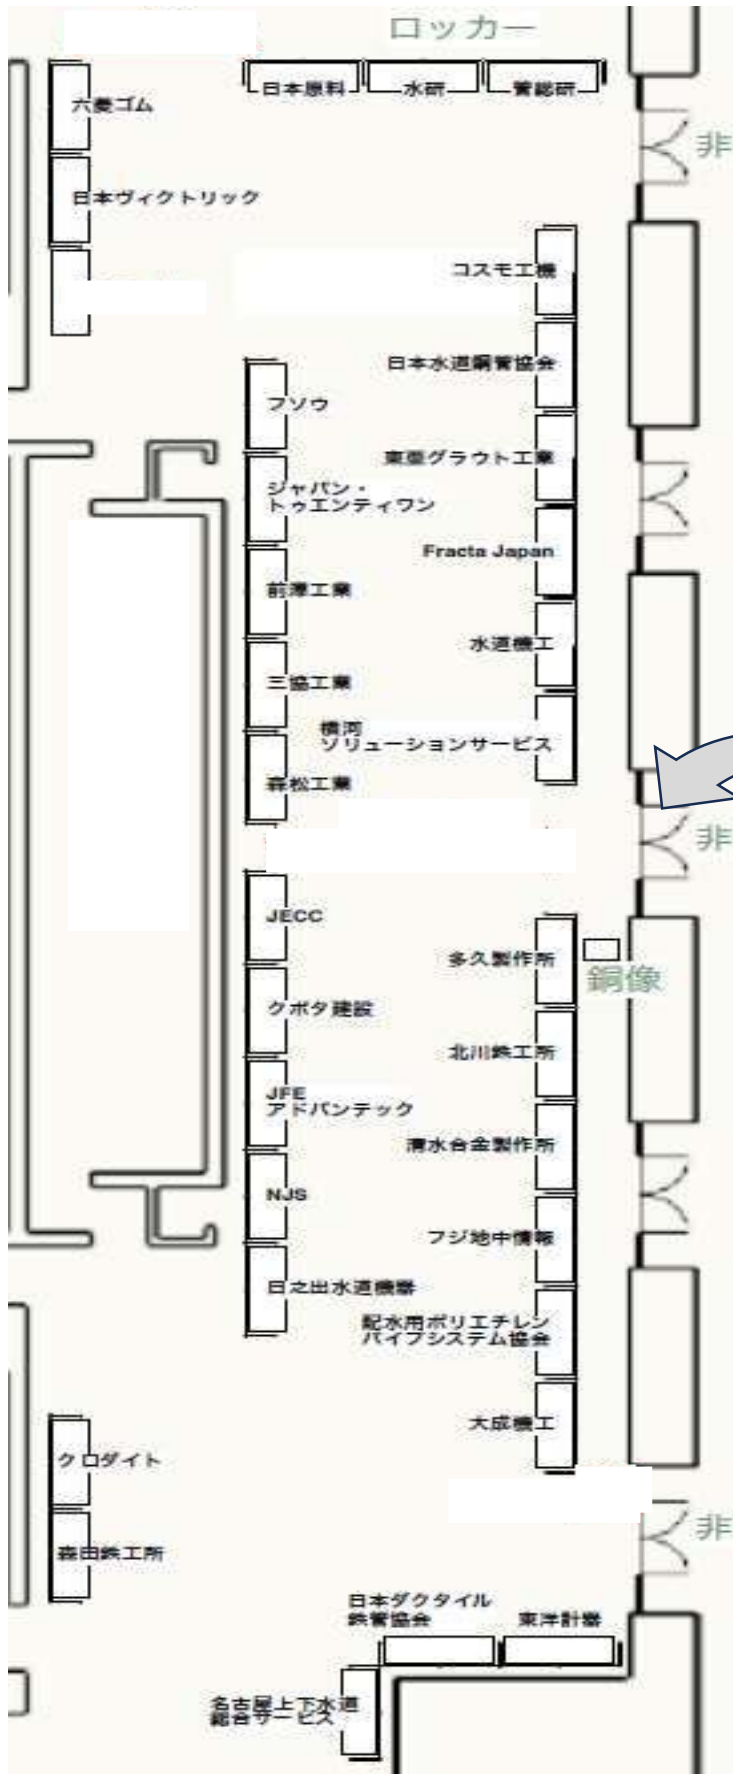 ロッカー
日本原料
水研
管総研
六菱ゴム
非
日本ヴィクトリック
コスモ工機
日本水道鋼管協会
フソウ
東亜グラウト工業
ジャパン・
トゥエンティワン
Fracta Japan
前澤工業
水道機工
三協工業
横河
ソリューションサービス
森松工業
非
JECC
多久製作所
銅像
クボタ建設
北川鉄工所
JFE
アドバンテック
清水合金製作所
NJS
フジ地中情報
日之出水道機器
配水用ポリエチレン
パイプシステム協会
大成機工
クロダイト
非
森田鉄工所
日本ダクタイル
鉄管協会
東洋計器
名古屋上下水道
総合サービス